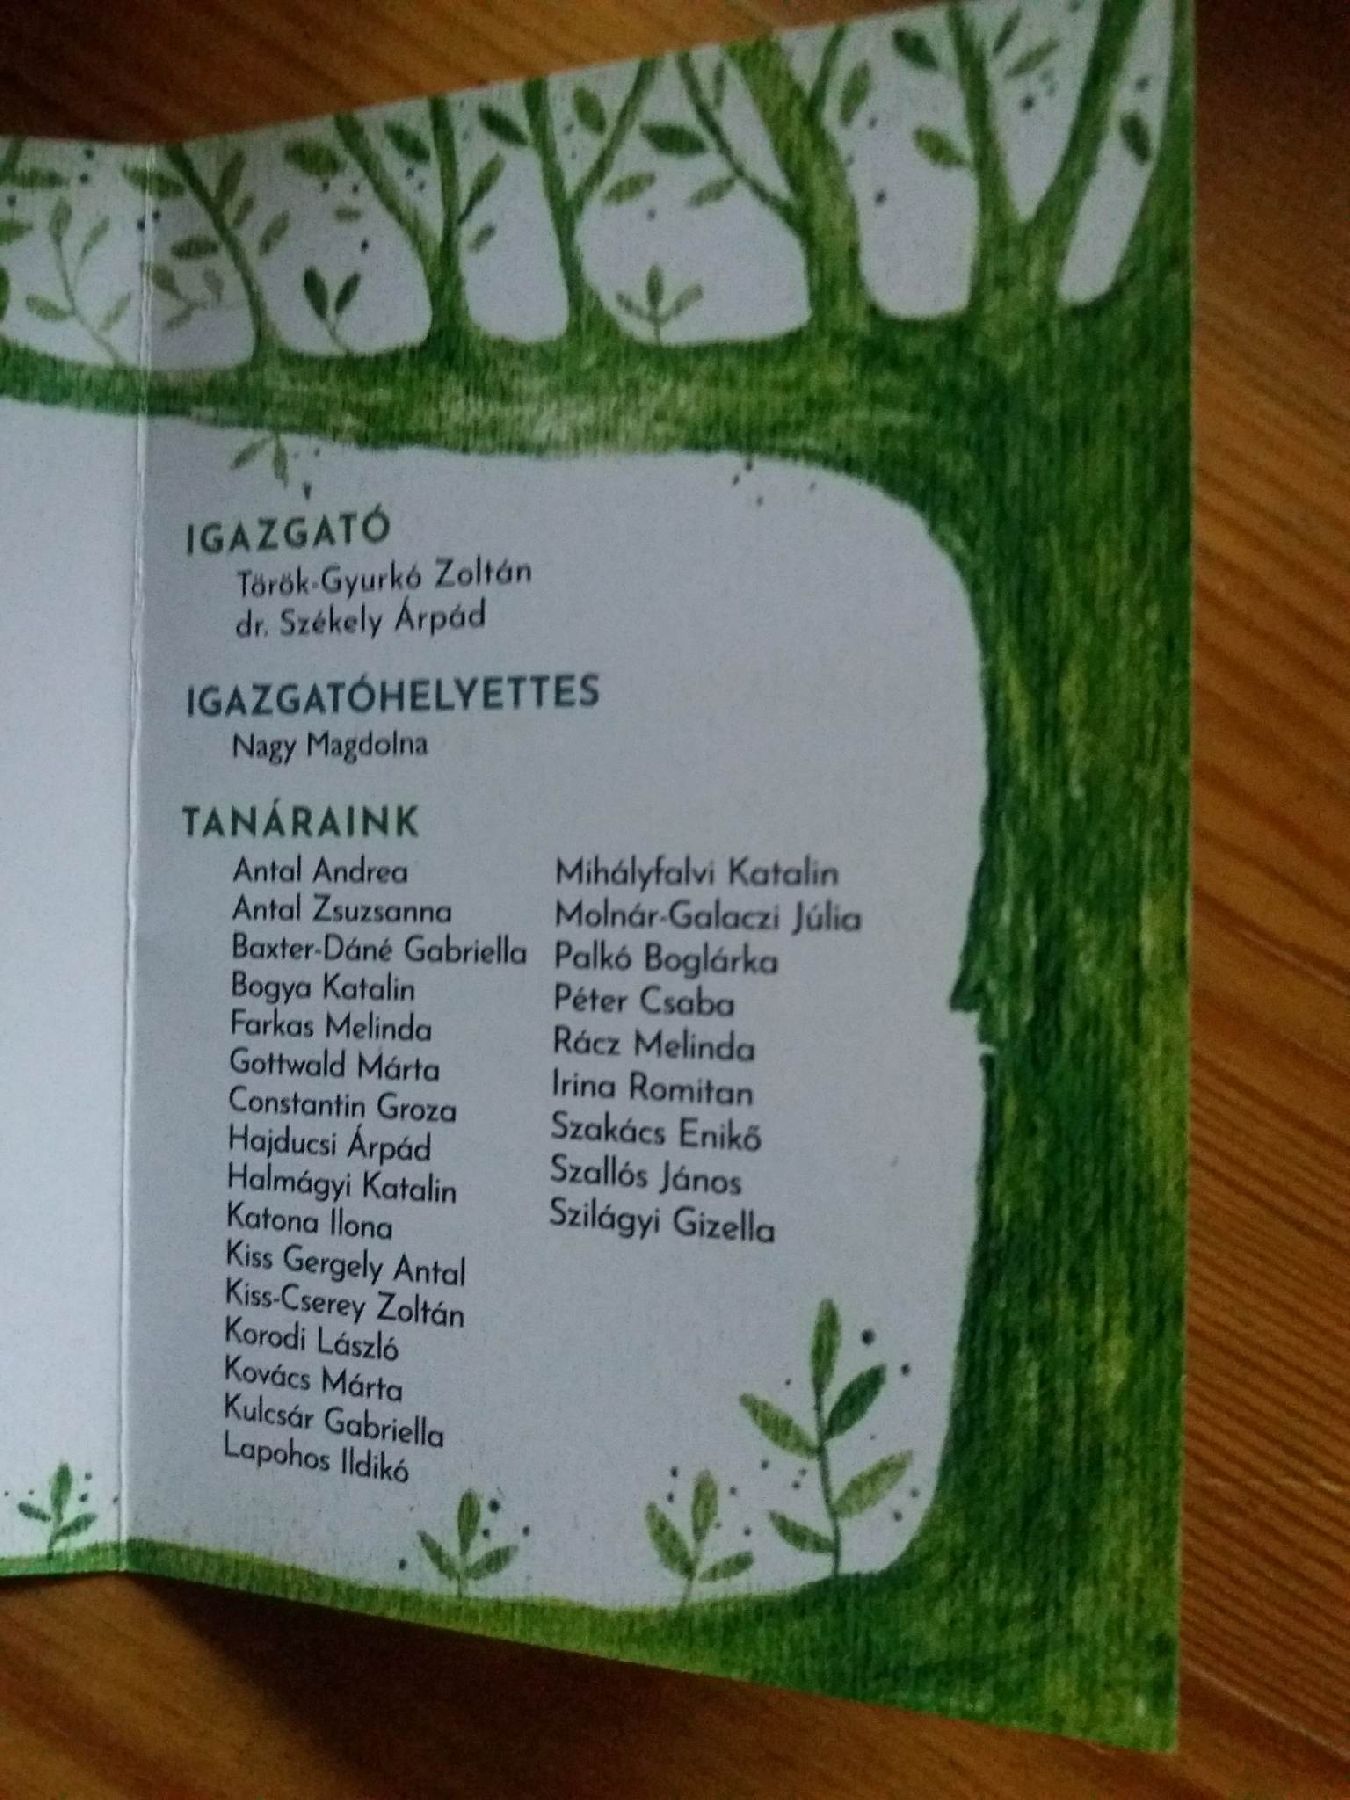 IGAZGATÓ
Török-Gyurkó Zoltán
dr. Székely Árpád
IGAZGATÓHELYETTES
Nagy Magdolna
TANÁRAINK
Antal Andrea
Antal Zsuzsanna
Baxter-Dáné Gabriella
Bogya Katalin
Farkas Melinda
Gottwald Márta
Constantin Groza
Hajducsi Árpád
Halmágyi Katalin
Katona Ilona
Kiss Gergely Antal
Kiss-Cserey Zoltán
Korodi László
Kovács Márta
Kulcsár Gabriella
Lapohos Ildikó
Mihályfalvi Katalin
Molnár-Galaczi Júlia
Palkó Boglárka
Péter Csaba
Rácz Melinda
Irina Romitan
Szakács Enikő
Szallós János
Szilágyi Gizella